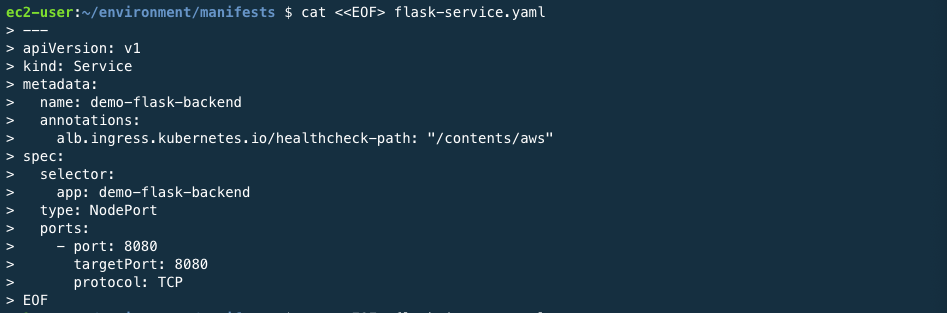 ec2-user:~/environment/manifests $ cat <<EOF> flask-service.yaml
> ---
> apiVersion: v1
> kind: Service
> metadata:
>   name: demo-flask-backend
>   annotations:
>     alb.ingress.kubernetes.io/healthcheck-path: "/contents/aws"
> spec:
>   selector:
>     app: demo-flask-backend
>   type: NodePort
>   ports:
>     - port: 8080
>       targetPort: 8080
>       protocol: TCP
> EOF